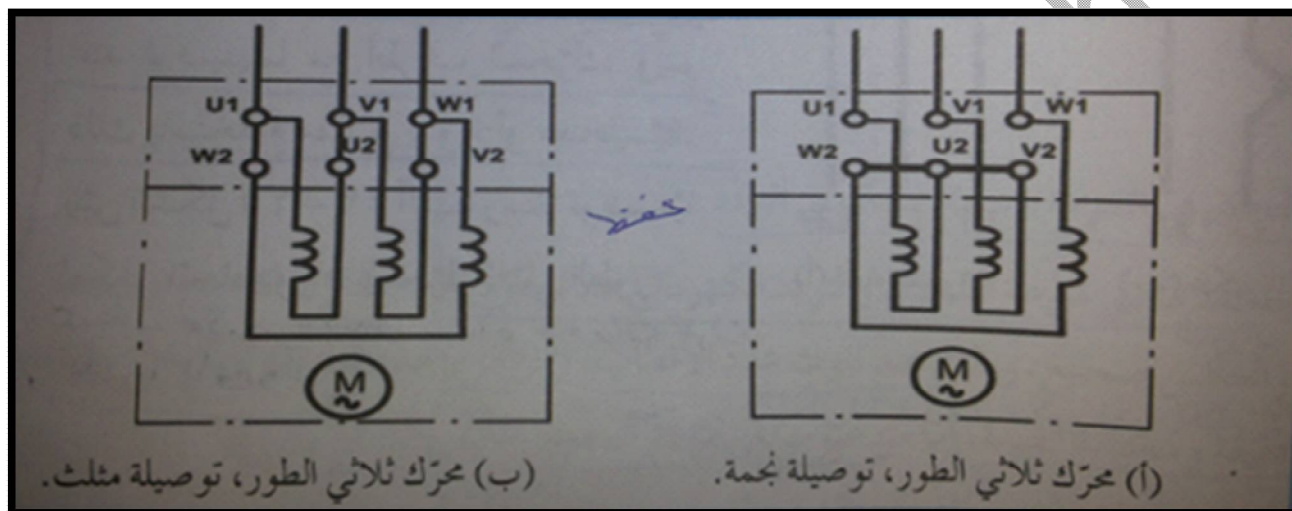 U1 V1 W1
W2 U2 V2
M
~
(أ) محرّك ثلاثي الطور، توصيلة نجمة.
حفظ
U1 V1 W1
W2 U2 V2
M
~
(ب) محرّك ثلاثي الطور، توصيلة مثلث.